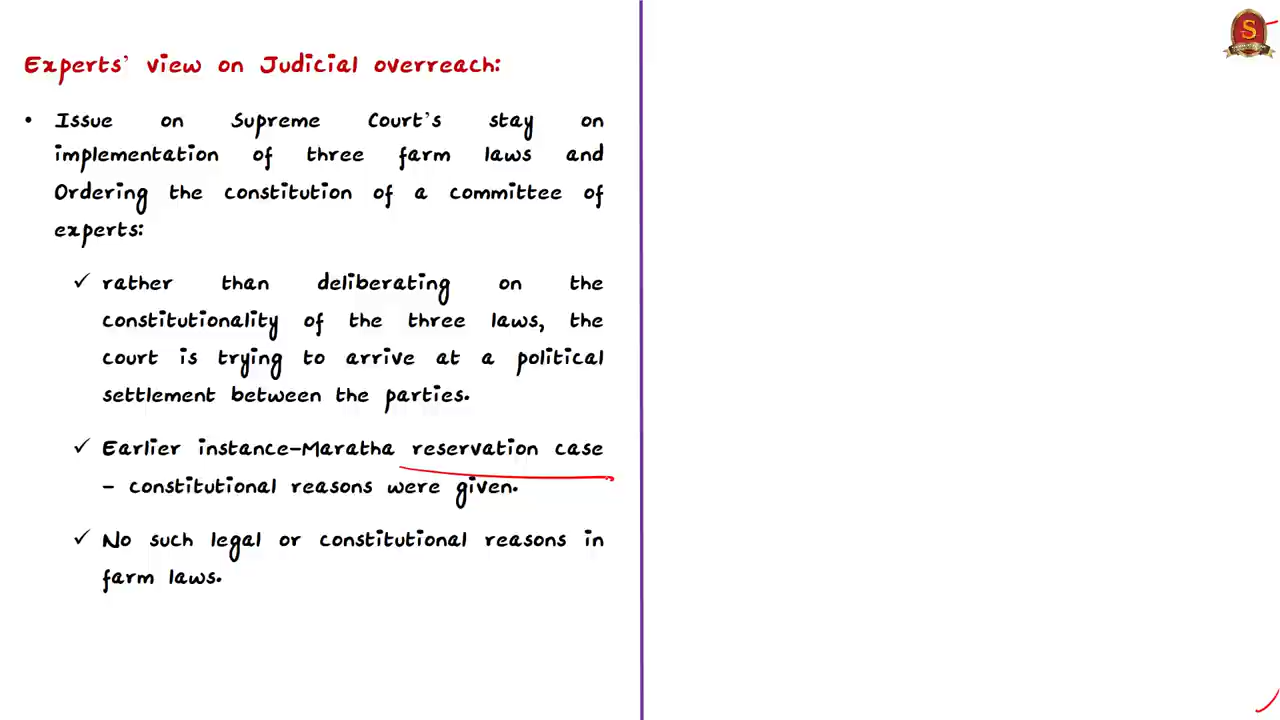 Experts' view on Judicial overreach:
• Issue on Supreme Court's stay on
implementation of three farm laws and
Ordering the constitution of a committee of
experts:
✓ rather than deliberating on the
constitutionality of the three laws, the
court is trying to arrive at a political
settlement between the parties.
✓ Earlier instance-Maratha reservation case
- constitutional reasons were given.
✓ No such legal or constitutional reasons in
farm laws.
S